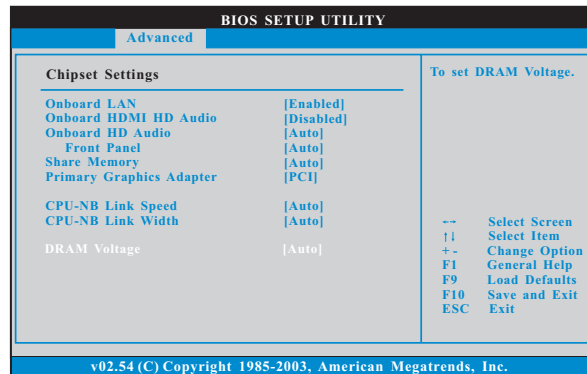 BIOS SETUP UTILITY
Advanced
Chipset Settings
Onboard LAN [Enabled]
Onboard HDMI HD Audio [Disabled]
Onboard HD Audio [Auto]
Front Panel [Auto]
Share Memory [Auto]
Primary Graphics Adapter [PCI]
CPU-NB Link Speed [Auto]
CPU-NB Link Width [Auto]
DRAM Voltage [Auto]
To set DRAM Voltage.
←→ Select Screen
↑↓ Select Item
+ - Change Option
F1 General Help
F9 Load Defaults
F10 Save and Exit
ESC Exit
v02.54 (C) Copyright 1985-2003, American Megatrends, Inc.